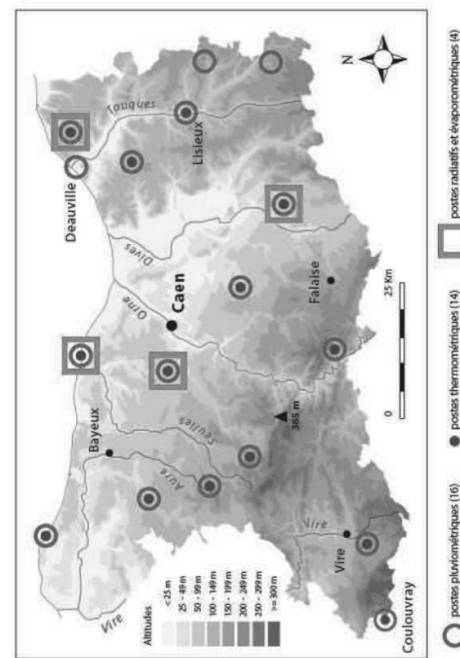 N
Deauville
Touques
Lisieux
Dives
Orne
Caen
Falaise
Bayeux
Seulles
Aure
365 m
Vire
Vire
Vire
Coulouvray
0
25 Km
Altitudes
< 25 m
25 - 49 m
50 - 99 m
100 - 149 m
150 - 199 m
200 - 249 m
250 - 299 m
>= 300 m
postes pluviométriques (16)
postes thermométriques (14)
postes radiatifs et évaporométriques (4)